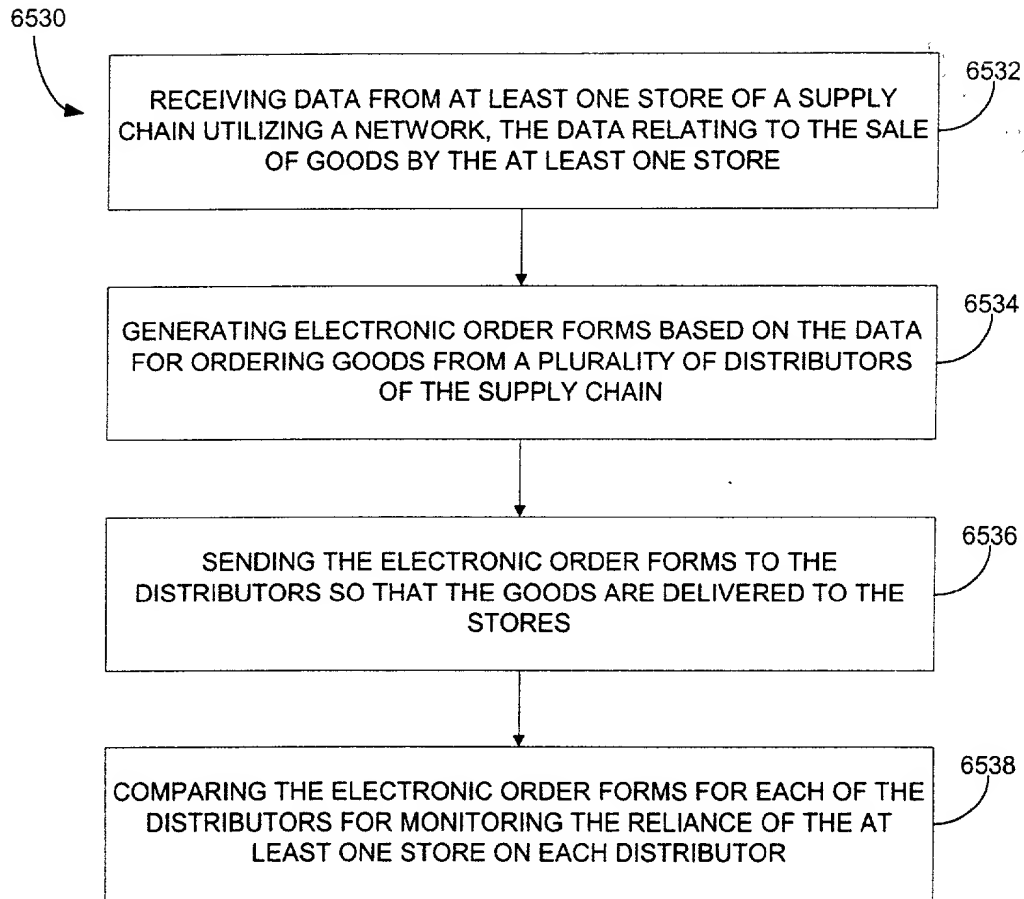 6530
6532
RECEIVING DATA FROM AT LEAST ONE STORE OF A SUPPLY
CHAIN UTILIZING A NETWORK, THE DATA RELATING TO THE SALE
OF GOODS BY THE AT LEAST ONE STORE
6534
GENERATING ELECTRONIC ORDER FORMS BASED ON THE DATA
FOR ORDERING GOODS FROM A PLURALITY OF DISTRIBUTORS
OF THE SUPPLY CHAIN
6536
SENDING THE ELECTRONIC ORDER FORMS TO THE
DISTRIBUTORS SO THAT THE GOODS ARE DELIVERED TO THE
STORES
6538
COMPARING THE ELECTRONIC ORDER FORMS FOR EACH OF THE
DISTRIBUTORS FOR MONITORING THE RELIANCE OF THE AT
LEAST ONE STORE ON EACH DISTRIBUTOR